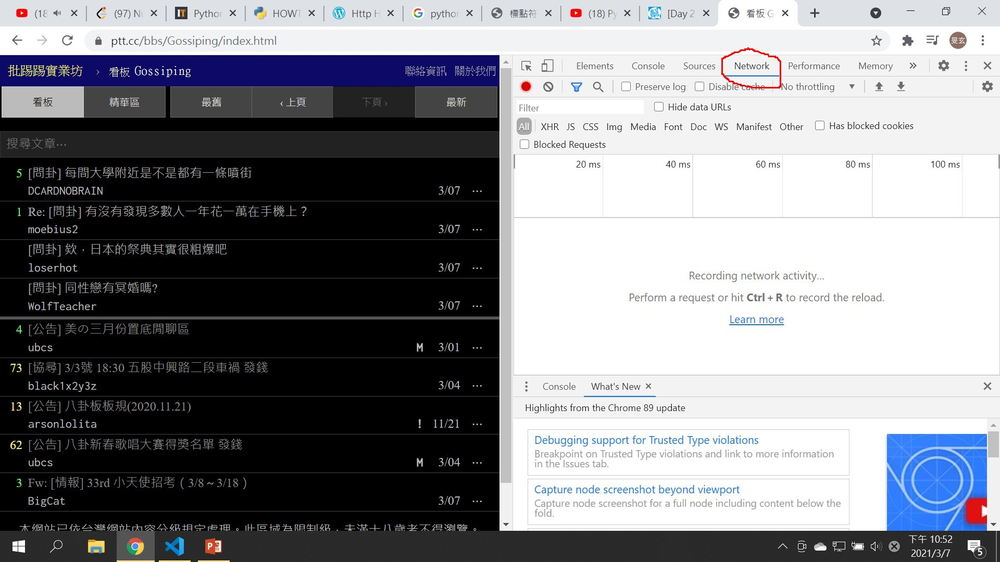 (18
(97) Nu
Python
HOWT
Http H
python
標點符
(18) Py
[Day 2
看板 G
ptt.cc/bbs/Gossiping/index.html
旻玄
批踢踢實業坊 › 看板 Gossiping 聯絡資訊 關於我們
看板 精華區 最舊 ‹ 上頁 下頁 › 最新
搜尋文章⋯
5 [問卦] 每間大學附近是不是都有一條噴街
DCARDNOBRAIN 3/07 ⋯
1 Re: [問卦] 有沒有發現多數人一年花一萬在手機上？
moebius2 3/07 ⋯
[問卦] 欸，日本的祭典其實很粗爆吧
loserhot 3/07 ⋯
[問卦] 同性戀有冥婚嗎?
WolfTeacher 3/07 ⋯
4 [公告] 美の三月份置底閒聊區
ubcs M 3/01 ⋯
73 [協尋] 3/3號 18:30 五股中興路二段車禍 發錢
black1x2y3z 3/04 ⋯
13 [公告] 八卦板板規(2020.11.21)
arsonlolita ! 11/21 ⋯
62 [公告] 八卦新春歌唱大賽得獎名單 發錢
ubcs M 3/04 ⋯
3 Fw: [情報] 33rd 小天使招考（3/8～3/18）
BigCat 3/07 ⋯
本網站已依台灣網站內容分級規定處理。此區域為限制級，未滿十八歲者不得瀏覽。
Elements Console Sources Network Performance Memory »
Preserve log Disable cache No throttling
Filter Hide data URLs
All XHR JS CSS Img Media Font Doc WS Manifest Other Has blocked cookies
Blocked Requests
20 ms 40 ms 60 ms 80 ms 100 ms
Recording network activity…
Perform a request or hit Ctrl + R to record the reload.
Learn more
Console What's New
Highlights from the Chrome 89 update
Debugging support for Trusted Type violations
Breakpoint on Trusted Type violations and link to more information
in the Issues tab.
Capture node screenshot beyond viewport
Capture node screenshot for a full node including content below the
fold.
下午 10:52
2021/3/7
5